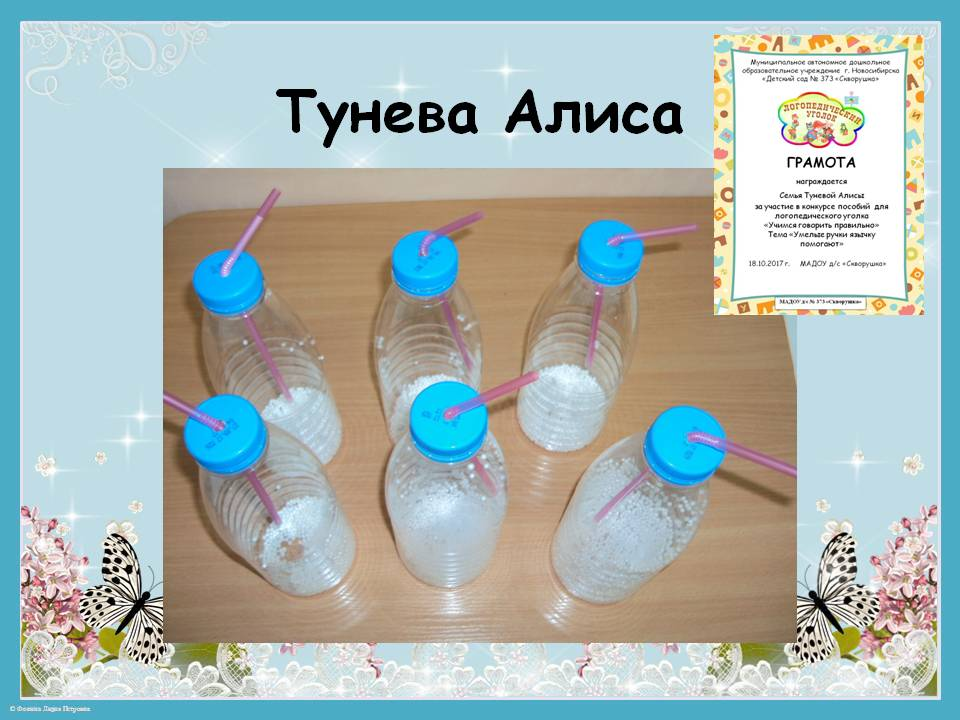 Тунева Алиса
Муниципальное автономное дошкольное
образовательное учреждение г. Новосибирска
«Детский сад № 373 «Скворушка»
ЛОГОПЕДИЧЕСКИЙ
УГОЛОК
ГРАМОТА
награждается
Семья Туневой Алисы
за участие в конкурсе пособий для
логопедического уголка
«Учимся говорить правильно»
Тема «Умелые ручки язычку
помогают»
18.10.2017 г. МАДОУ д/с «Скворушка»
МАДОУ д/с № 373 «Скворушка»
© Фокина Лидия Петровна